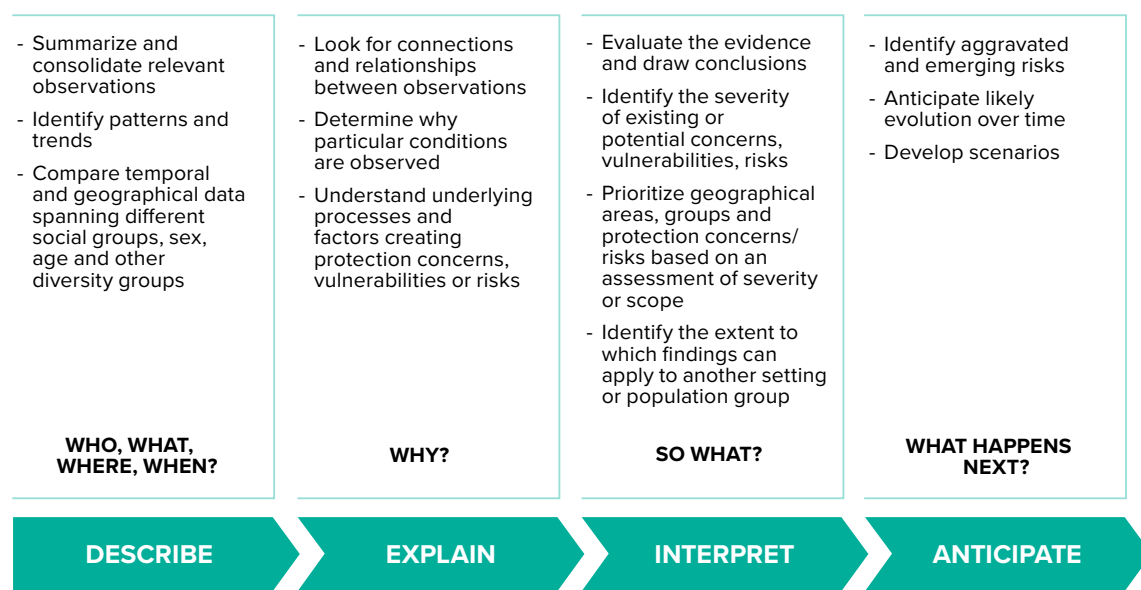 - Summarize and
consolidate relevant
observations
- Identify patterns and
trends
- Compare temporal
and geographical data
spanning different
social groups, sex,
age and other
diversity groups
WHO, WHAT,
WHERE, WHEN?
DESCRIBE
- Look for connections
and relationships
between observations
- Determine why
particular conditions
are observed
- Understand underlying
processes and
factors creating
protection concerns,
vulnerabilities or risks
WHY?
EXPLAIN
- Evaluate the evidence
and draw conclusions
- Identify the severity
of existing or
potential concerns,
vulnerabilities, risks
- Prioritize geographical
areas, groups and
protection concerns/
risks based on an
assessment of severity
or scope
- Identify the extent to
which findings can
apply to another setting
or population group
SO WHAT?
INTERPRET
- Identify aggravated
and emerging risks
- Anticipate likely
evolution over time
- Develop scenarios
WHAT HAPPENS
NEXT?
ANTICIPATE